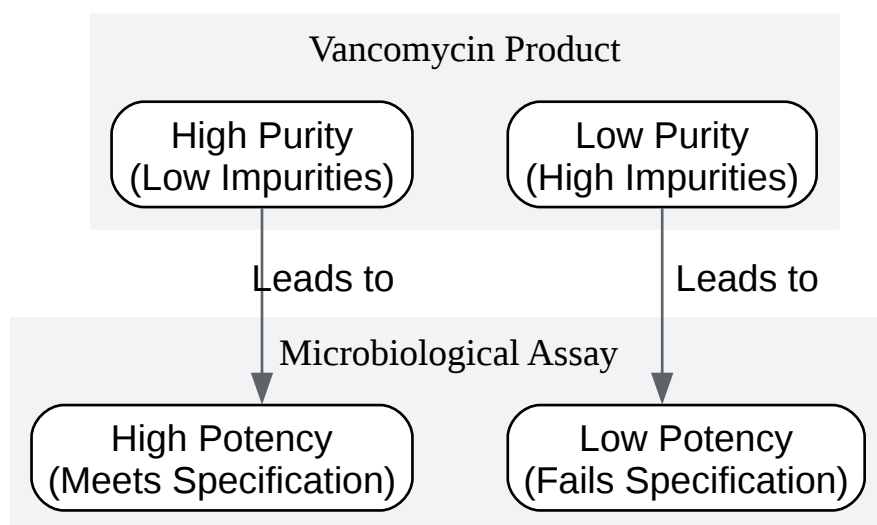 Vancomycin Product
High Purity
(Low Impurities)
Low Purity
(High Impurities)
Leads to
Leads to
Microbiological Assay
High Potency
(Meets Specification)
Low Potency
(Fails Specification)